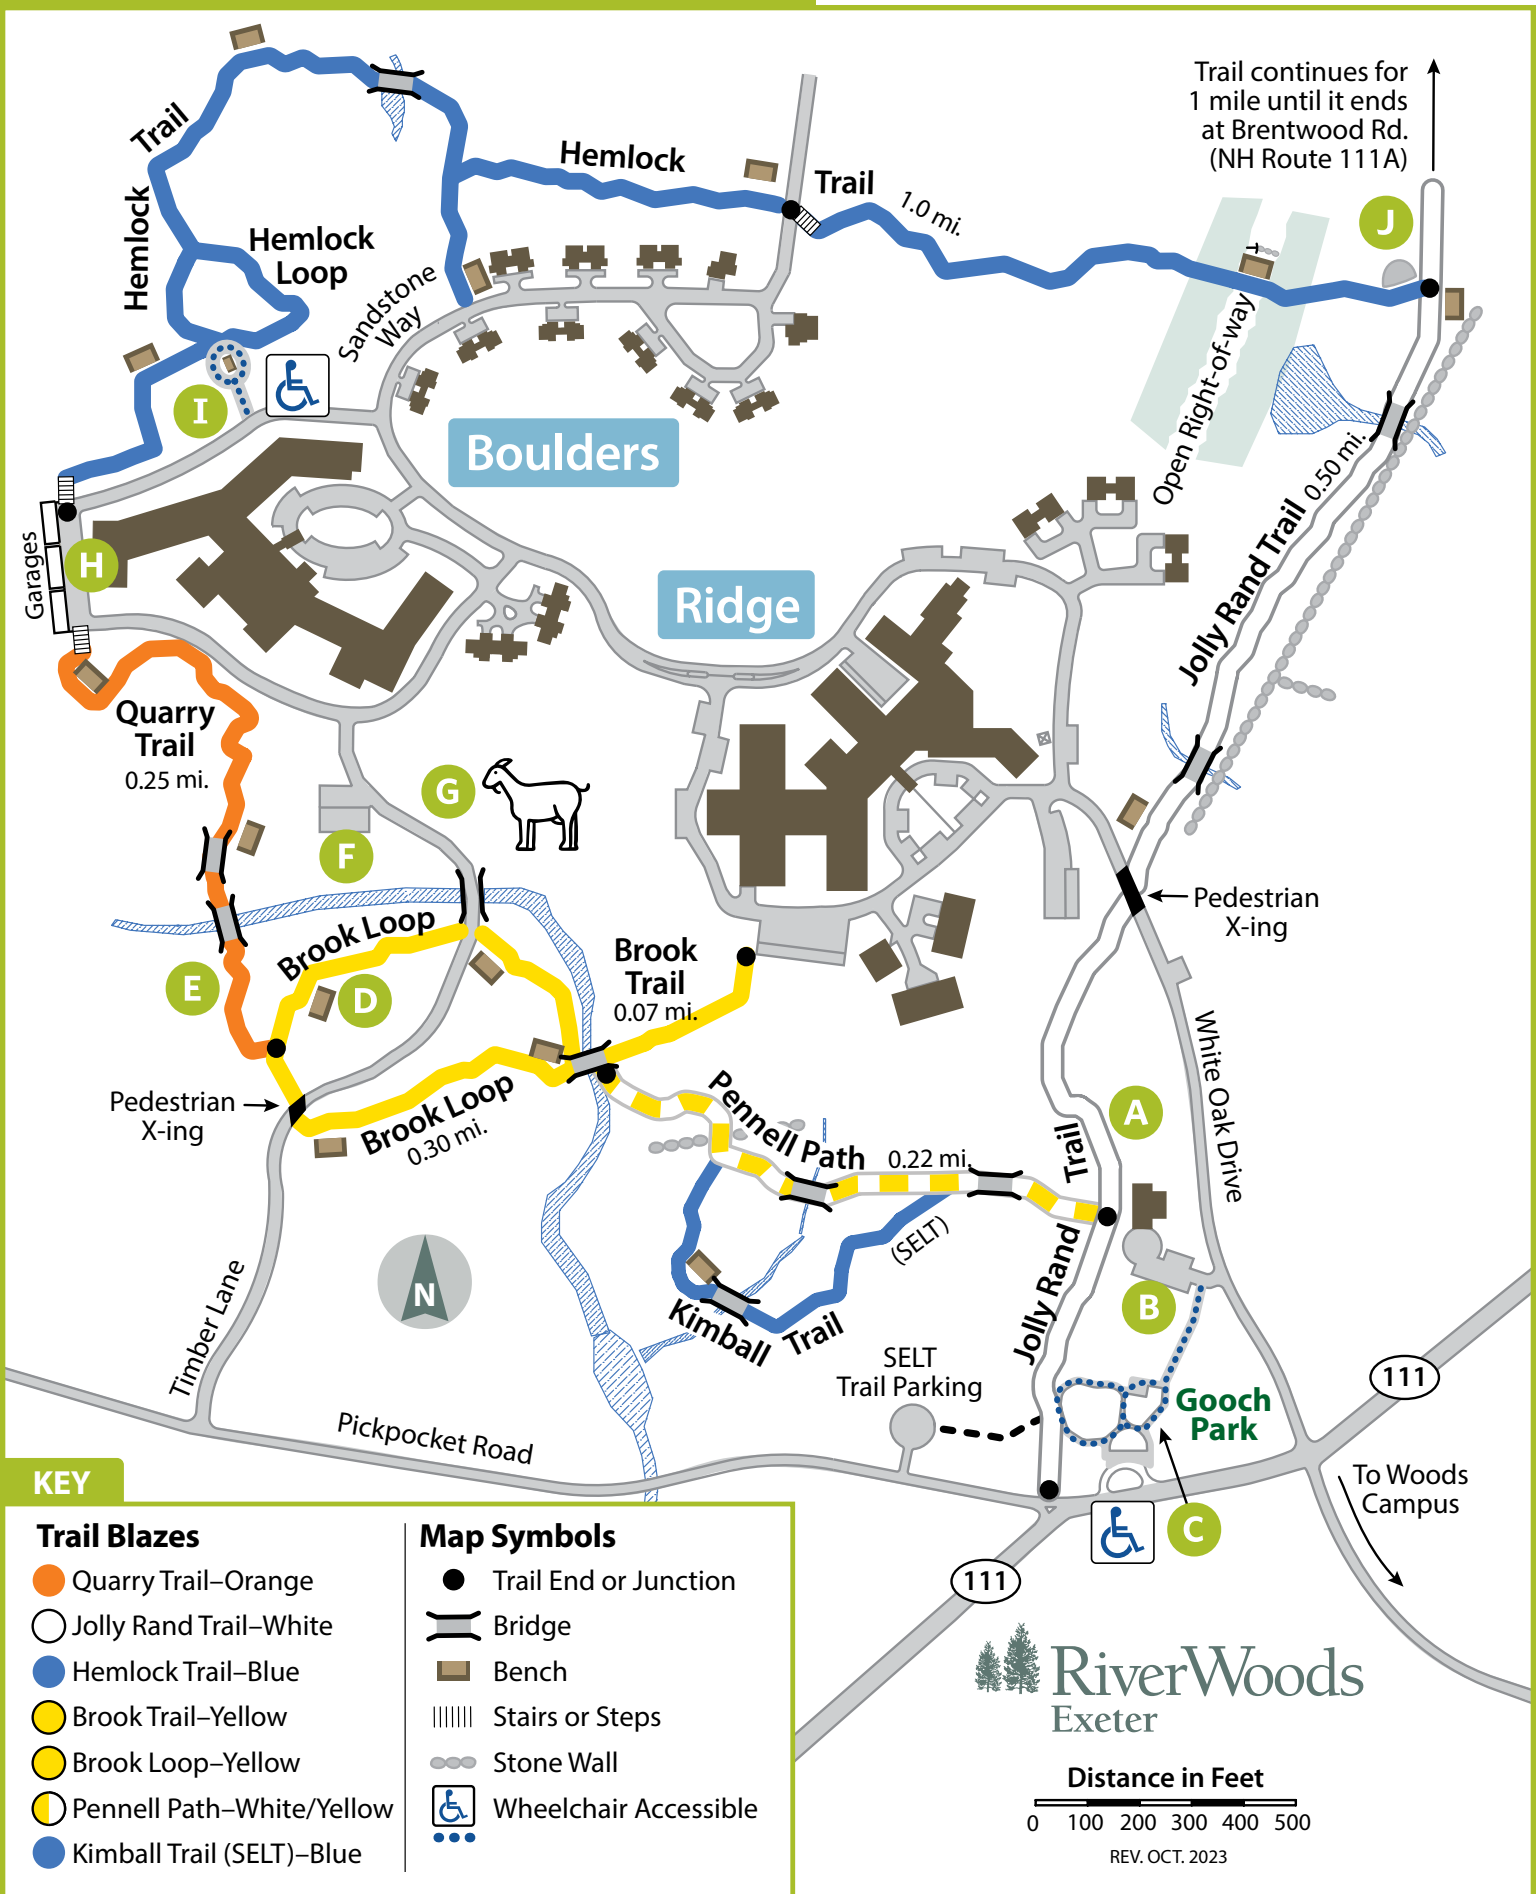 Trail continues for
1 mile until it ends
at Brentwood Rd.
(NH Route 111A)
Trail
Hemlock
Hemlock
Loop
Hemlock
Trail
1.0 mi.
J
Sandstone
Way
I
Boulders
Open Right-of-way
0.50 mi.
Jolly Rand Trail
Garages
H
Ridge
Quarry
Trail
0.25 mi.
G
F
Pedestrian
X-ing
Brook Loop
E
D
Brook
Trail
0.07 mi.
White Oak Drive
Pedestrian
X-ing
Brook Loop
0.30 mi.
Pennell Path
0.22 mi.
A
Trail
Jolly Rand
(SELT)
N
B
Kimball
Trail
Timber Lane
SELT
Trail Parking
Gooch
Park
111
Pickpocket Road
To Woods
Campus
C
111
KEY
Trail Blazes
Quarry Trail–Orange
Jolly Rand Trail–White
Hemlock Trail–Blue
Brook Trail–Yellow
Brook Loop–Yellow
Pennell Path–White/Yellow
Kimball Trail (SELT)–Blue
Map Symbols
Trail End or Junction
Bridge
Bench
Stairs or Steps
Stone Wall
Wheelchair Accessible
RiverWoods
Exeter
Distance in Feet
0 100 200 300 400 500
REV. OCT. 2023